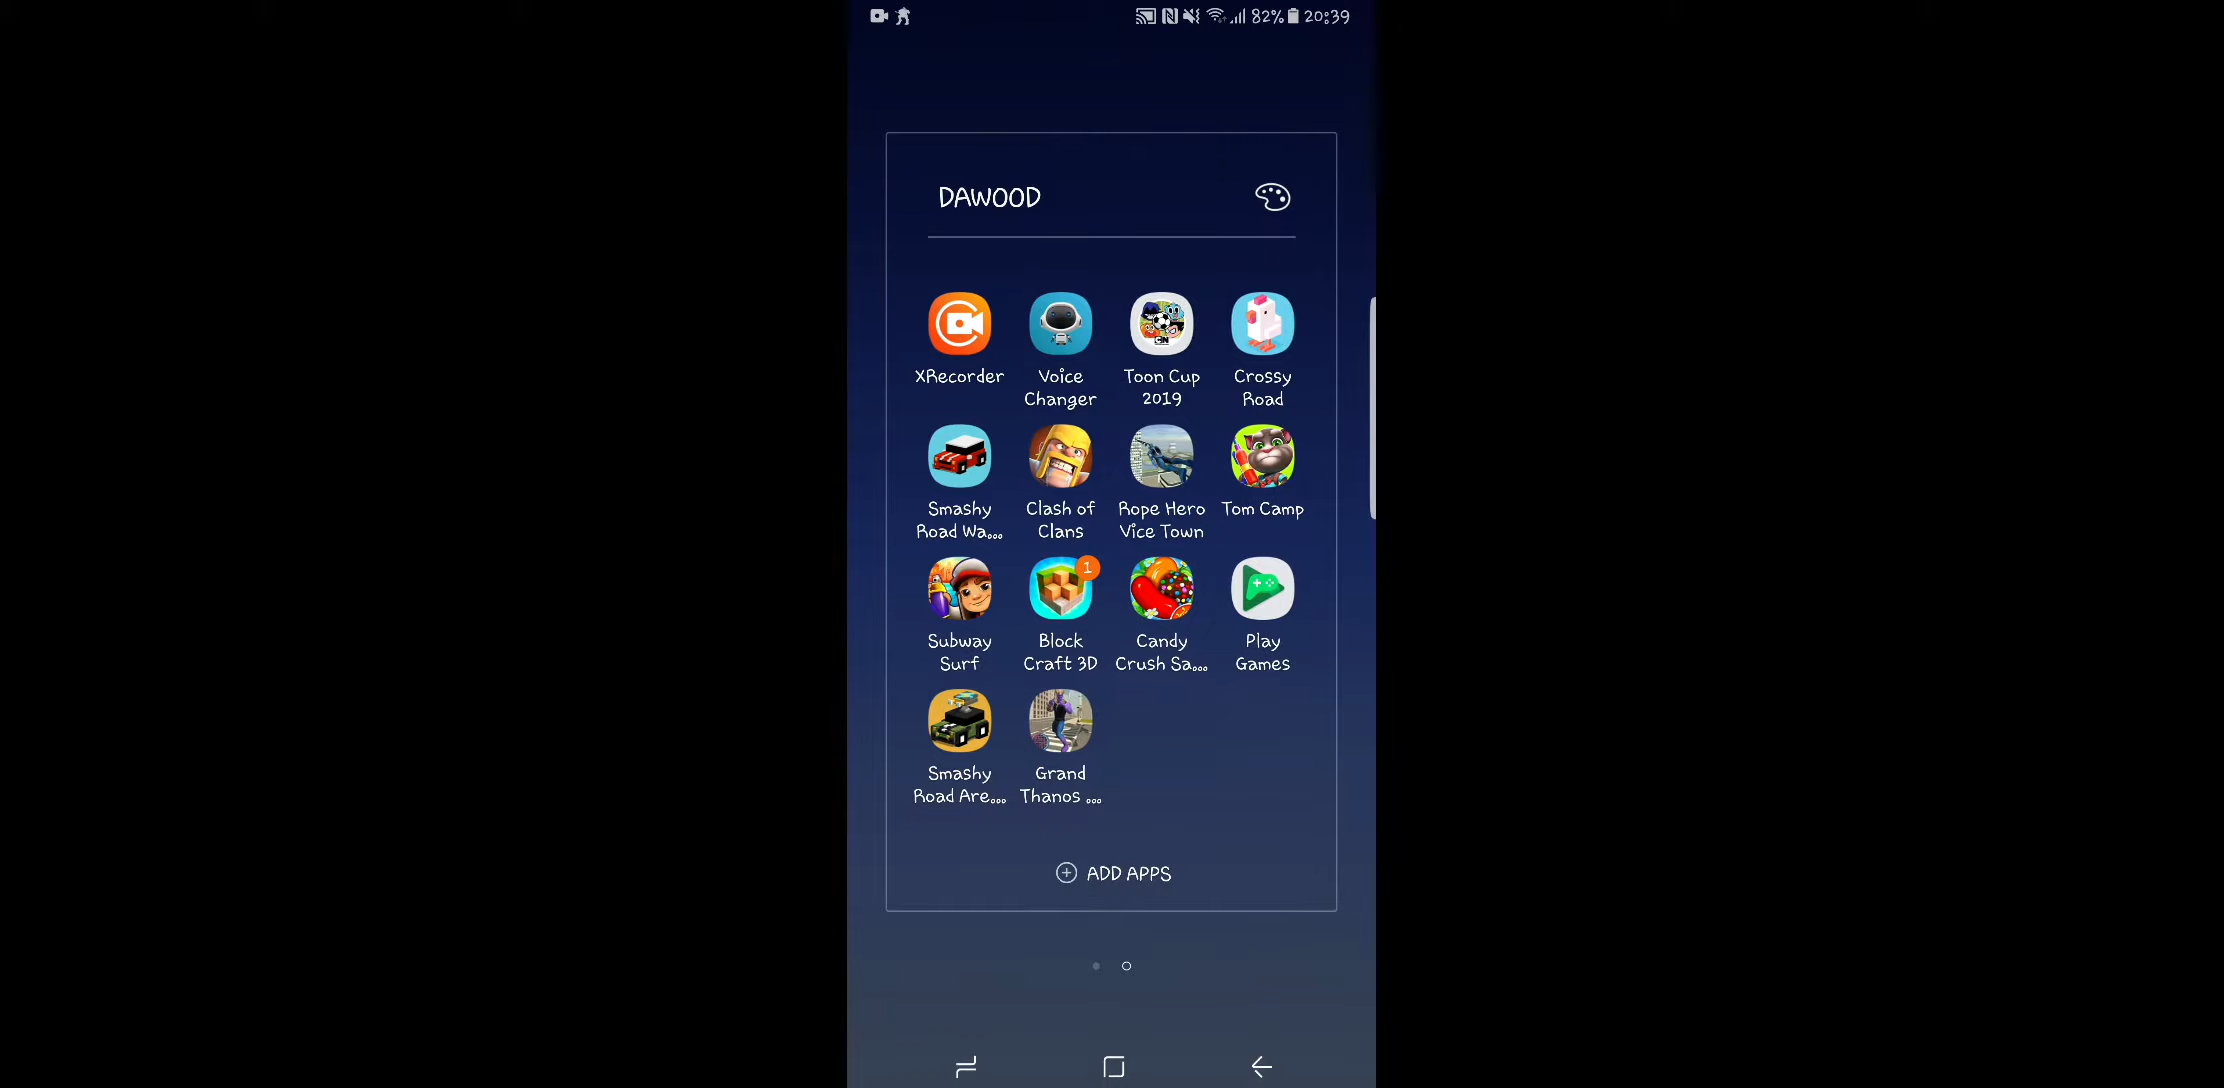 82% 20:39
DAWOOD
XRecorder
Voice
Changer
Toon Cup
2019
Crossy
Road
Smashy
Road Wa...
Clash of
Clans
Rope Hero
Vice Town
Tom Camp
1
Subway
Surf
Block
Craft 3D
Candy
Crush Sa...
Play
Games
Smashy
Road Are...
Grand
Thanos ...
ADD APPS